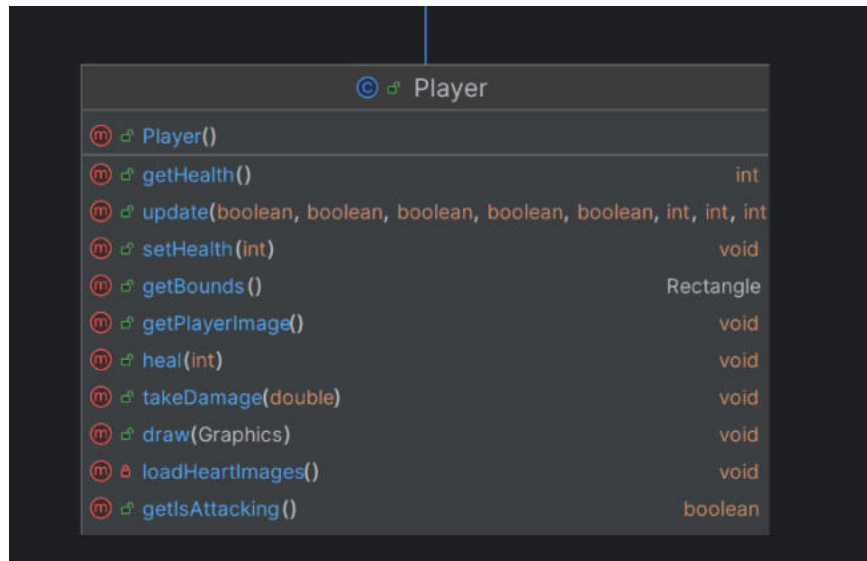 Player
Player()
getHealth() int
update(boolean, boolean, boolean, boolean, boolean, int, int, int
setHealth(int) void
getBounds() Rectangle
getPlayerImage() void
heal(int) void
takeDamage(double) void
draw(Graphics) void
loadHeartImages() void
getIsAttacking() boolean